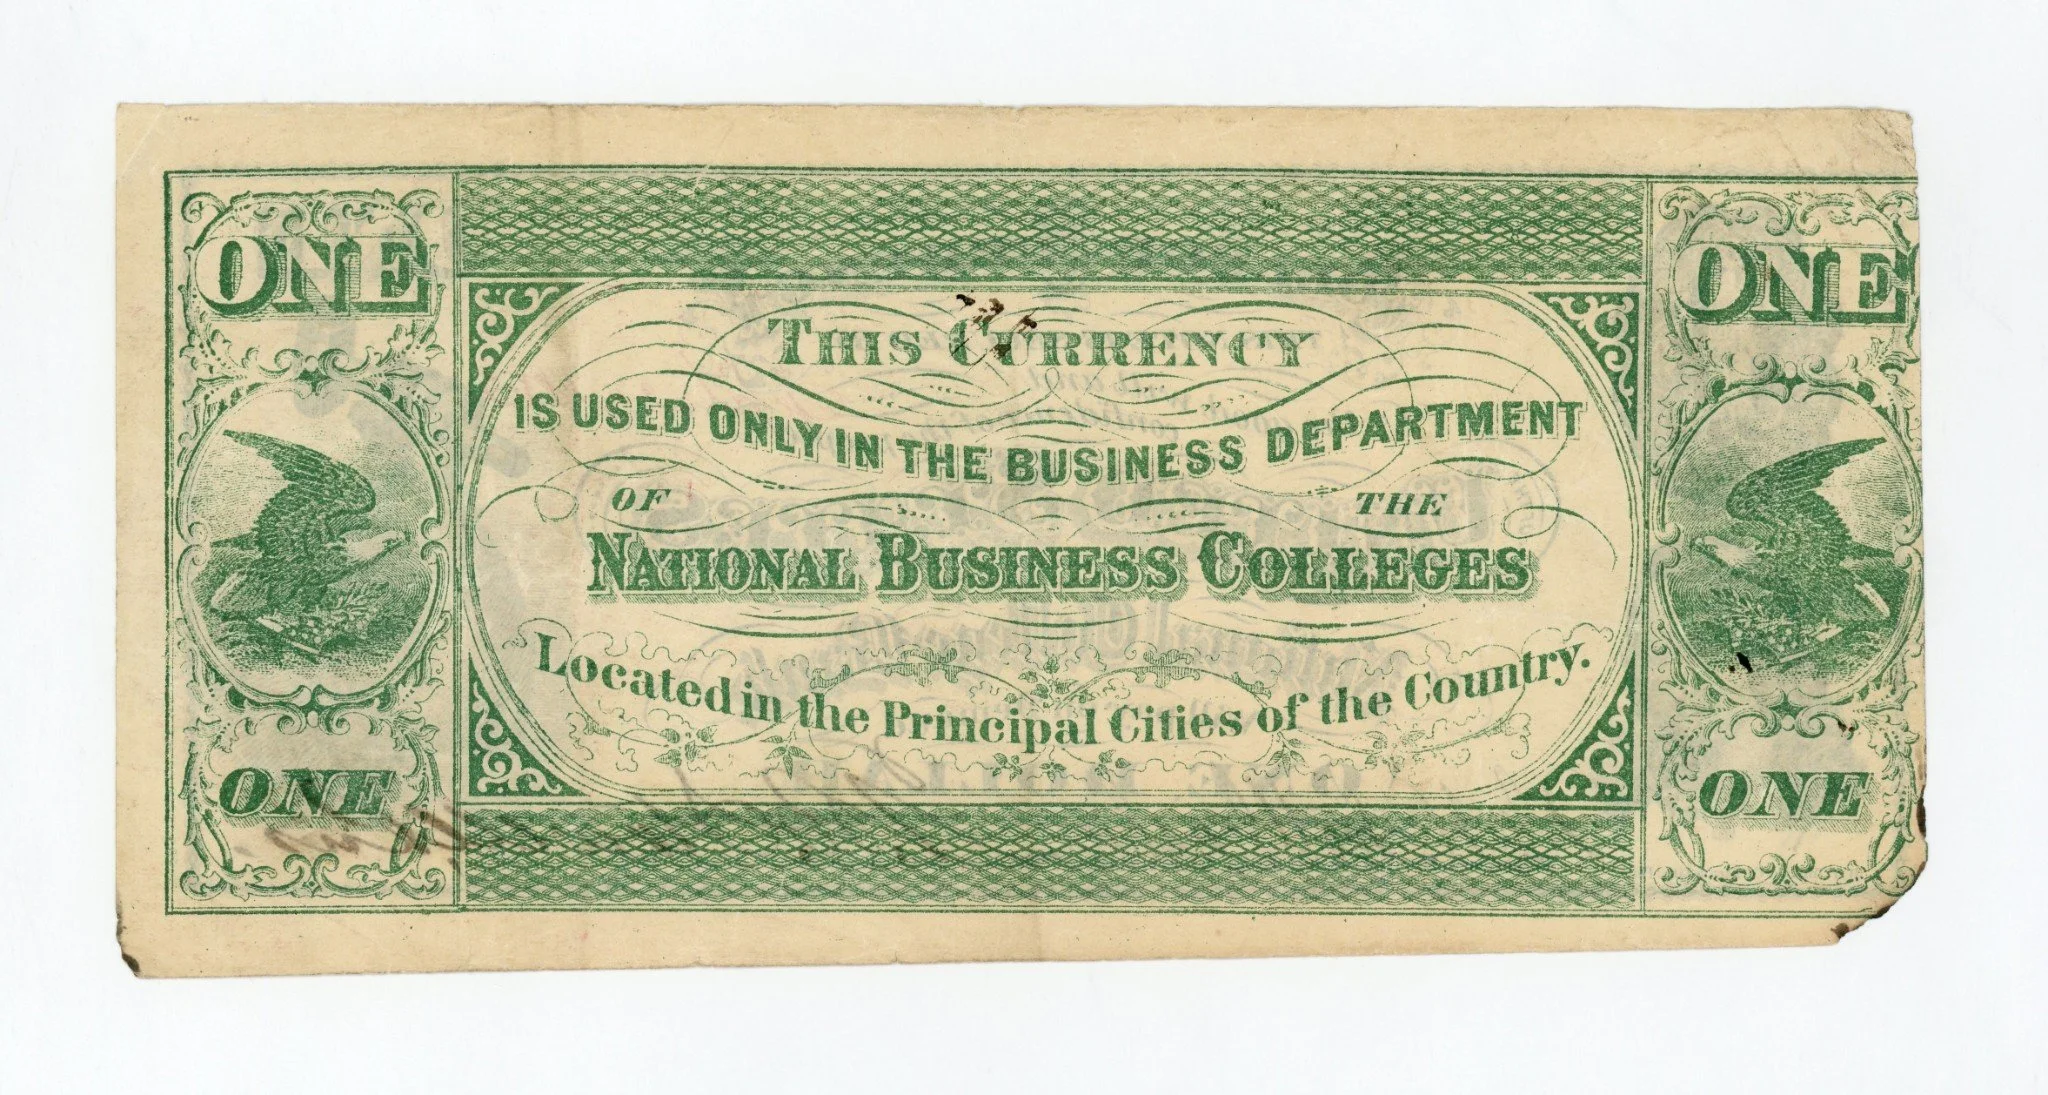 ONE
ONE
THIS CURRENCY
IS USED ONLY IN THE BUSINESS DEPARTMENT
OF THE
NATIONAL BUSINESS COLLEGES
Located in the Principal Cities of the Country.
ONE
ONE